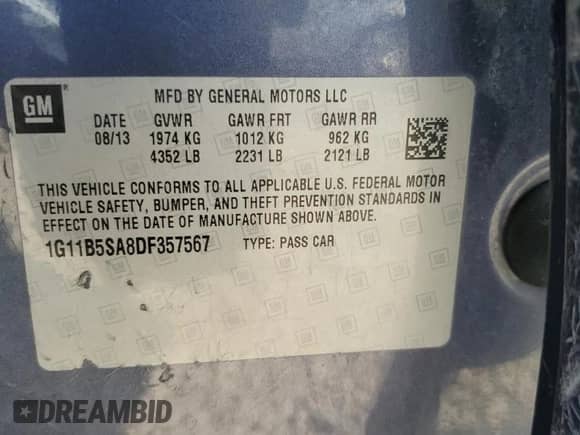 GM
®
MFD BY GENERAL MOTORS LLC
DATE GVWR GAWR FRT GAWR RR
08/13 1974 KG 1012 KG 962 KG
4352 LB 2231 LB 2121 LB
THIS VEHICLE CONFORMS TO ALL APPLICABLE U.S. FEDERAL MOTOR
VEHICLE SAFETY, BUMPER, AND THEFT PREVENTION STANDARDS IN
EFFECT ON THE DATE OF MANUFACTURE SHOWN ABOVE.
1G11B5SA8DF357567 TYPE: PASS CAR
DREAMBID